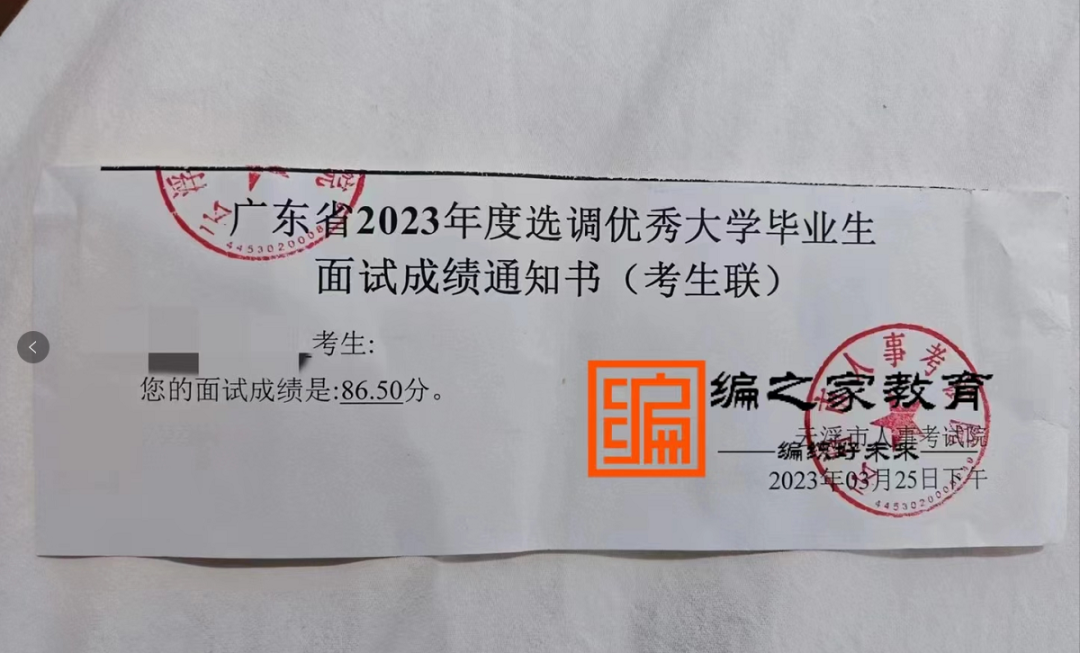 广东省2023年度选调优秀大学毕业生
面试成绩通知书（考生联）
考生:
您的面试成绩是:86.50分。
编
编之家教育
云浮市人事考试院
编织好未来
2023年03月25日下午